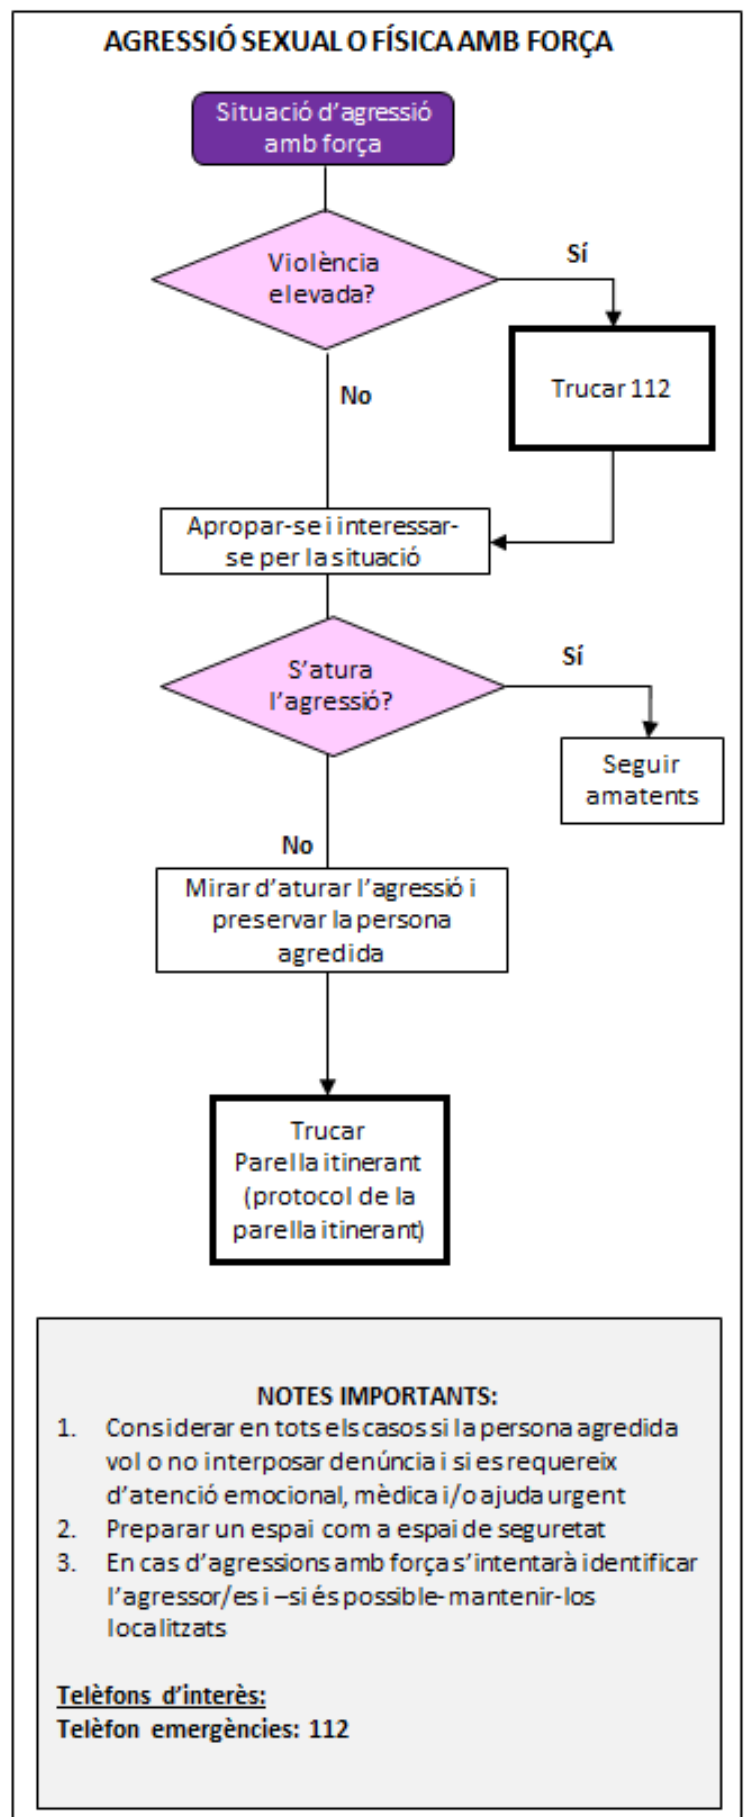 AGRESSIÓ SEXUAL O FÍSICA AMB FORÇA
Situació d'agressió
amb força
Violència
elevada?
Sí
Trucar 112
No
Apropar-se i interessar-
se per la situació
S'atura
l'agressió?
Sí
Seguir
amatents
No
Mirar d'aturar l'agressió i
preservar la persona
agredida
Trucar
Parella itinerant
(protocol de la
parella itinerant)
NOTES IMPORTANTS:
1. Considerar en tots els casos si la persona agredida
vol o no interposar denúncia i si es requereix
d'atenció emocional, mèdica i/o ajuda urgent
2. Preparar un espai com a espai de seguretat
3. En cas d'agressions amb força s'intentarà identificar
l'agressor/es i –si és possible- mantenir-los
localitzats
Telèfons d'interès:
Telèfon emergències: 112